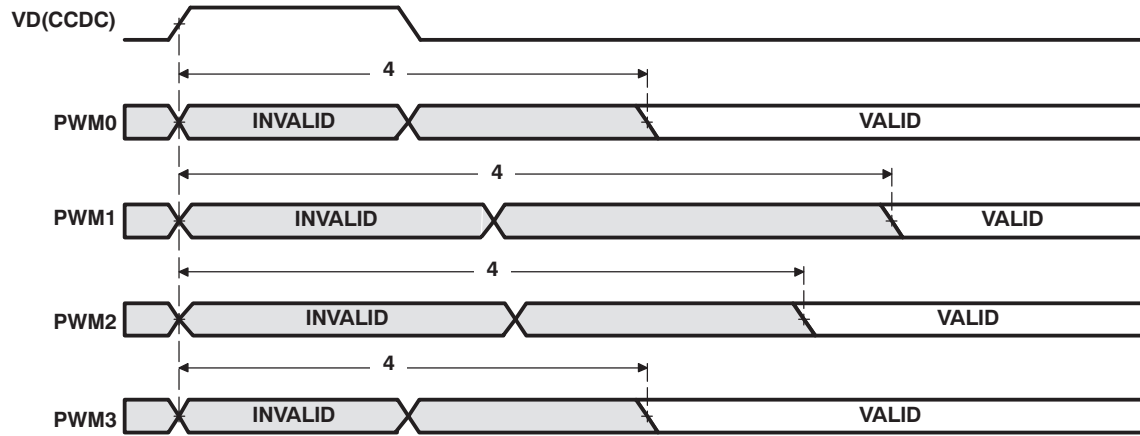 VD(CCDC)
4
PWM0 INVALID VALID
4
PWM1 INVALID VALID
4
PWM2 INVALID VALID
4
PWM3 INVALID VALID